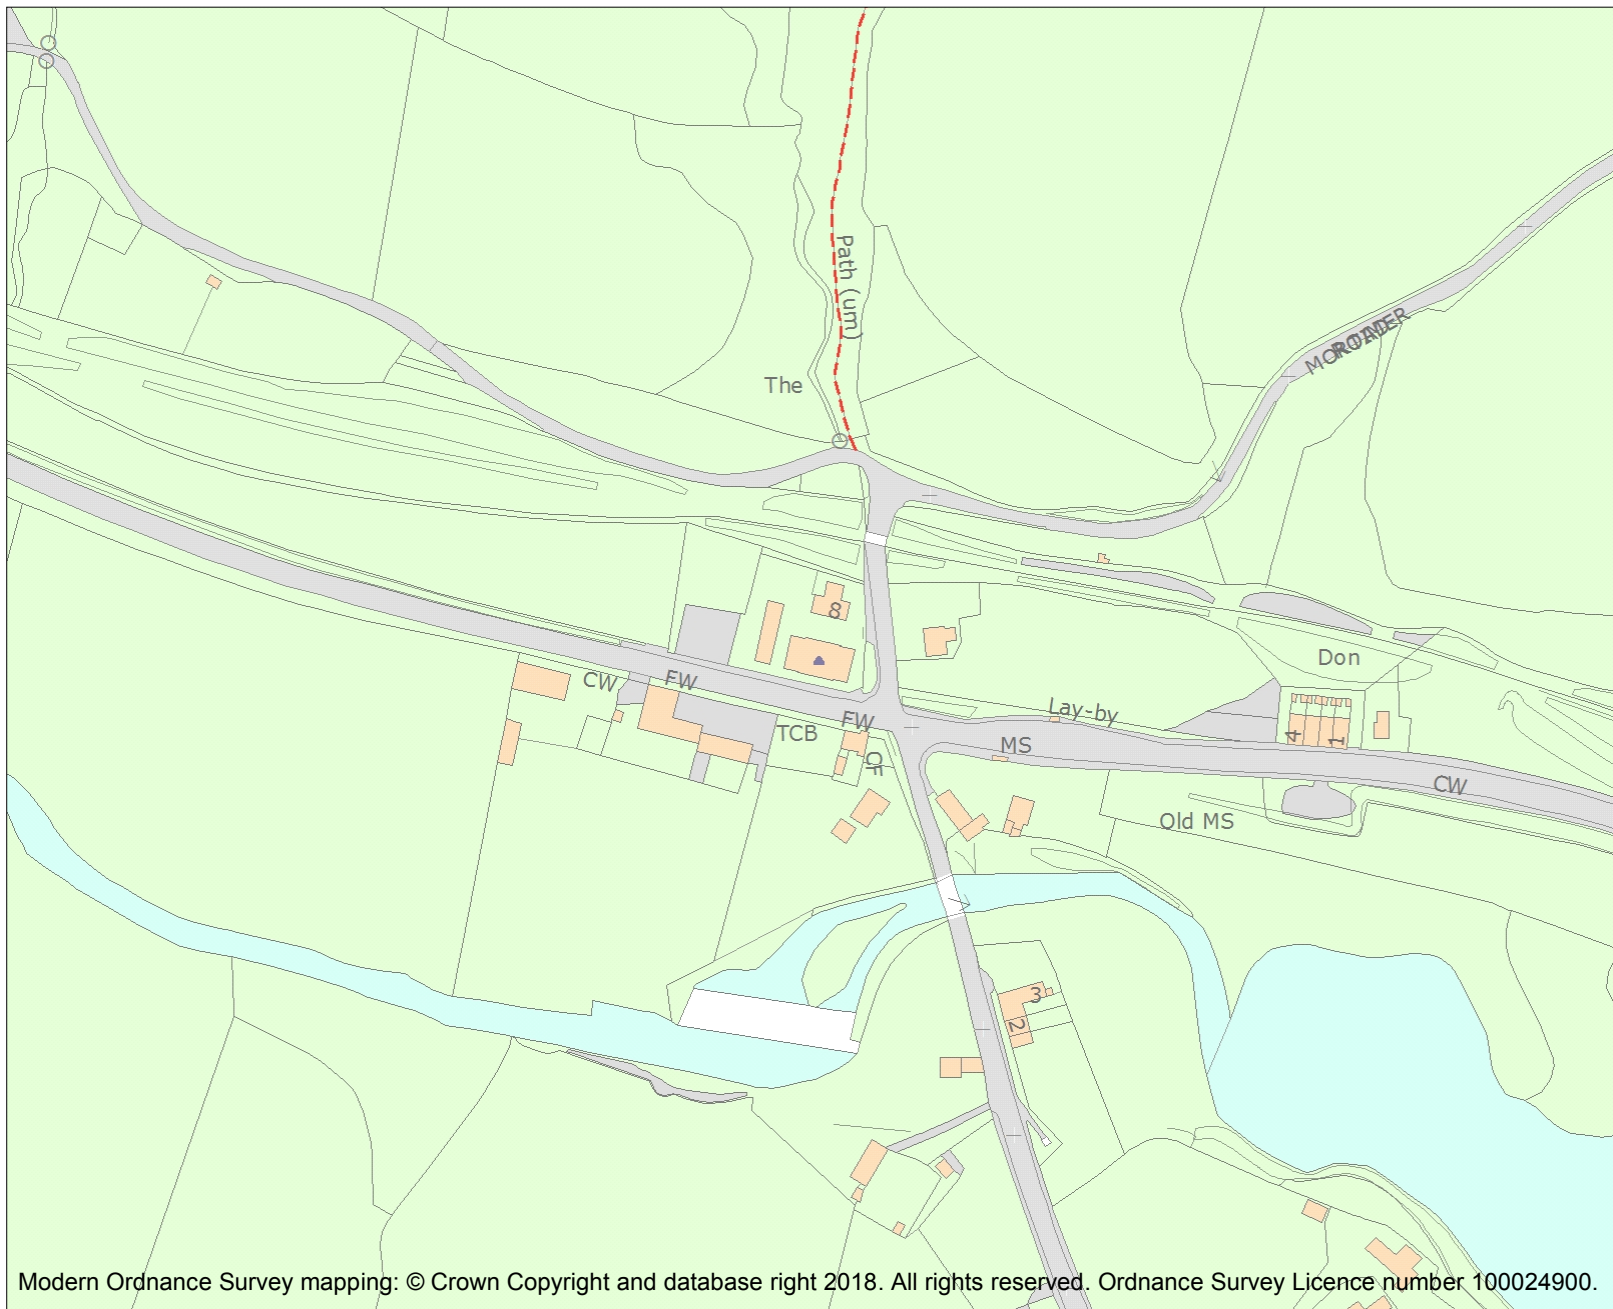 Path (um)
MORTIMER
ROAD
The
8
Don
CW
FW
Lay-by
FW
TCB
MS
4
1
CF
CW
Old MS
3
2
Modern Ordnance Survey mapping: © Crown Copyright and database right 2018. All rights reserved. Ordnance Survey Licence number 100024900.